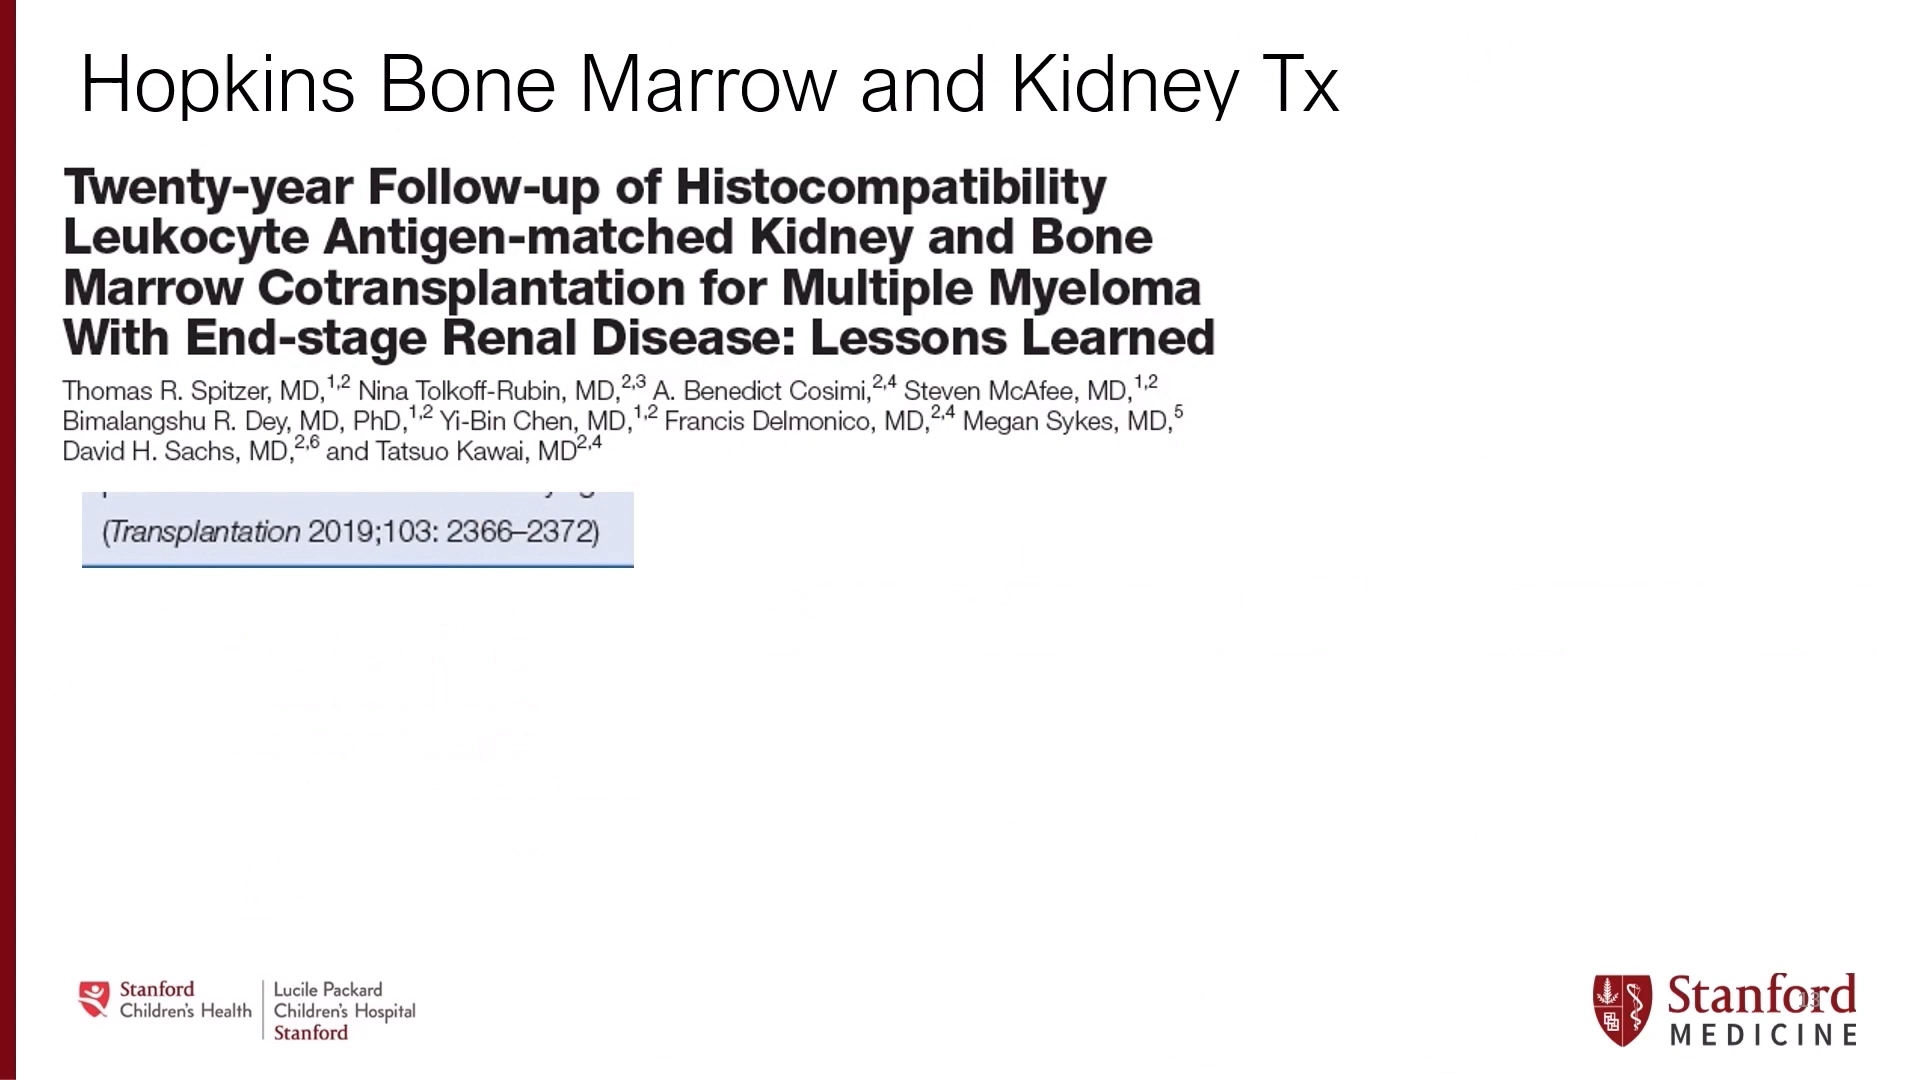 Hopkins Bone Marrow and Kidney Tx
Twenty-year Follow-up of Histocompatibility
Leukocyte Antigen-matched Kidney and Bone
Marrow Cotransplantation for Multiple Myeloma
With End-stage Renal Disease: Lessons Learned
Thomas R. Spitzer, MD,1,2 Nina Tolkoff-Rubin, MD,2,3 A. Benedict Cosimi,2,4 Steven McAfee, MD,1,2
Bimalangshu R. Dey, MD, PhD,1,2 Yi-Bin Chen, MD,1,2 Francis Delmonico, MD,2,4 Megan Sykes, MD,5
David H. Sachs, MD,2,6 and Tatsuo Kawai, MD2,4
(Transplantation 2019;103: 2366–2372)
Stanford
Children's Health
Lucile Packard
Children's Hospital
Stanford
Stanford
MEDICINE
13